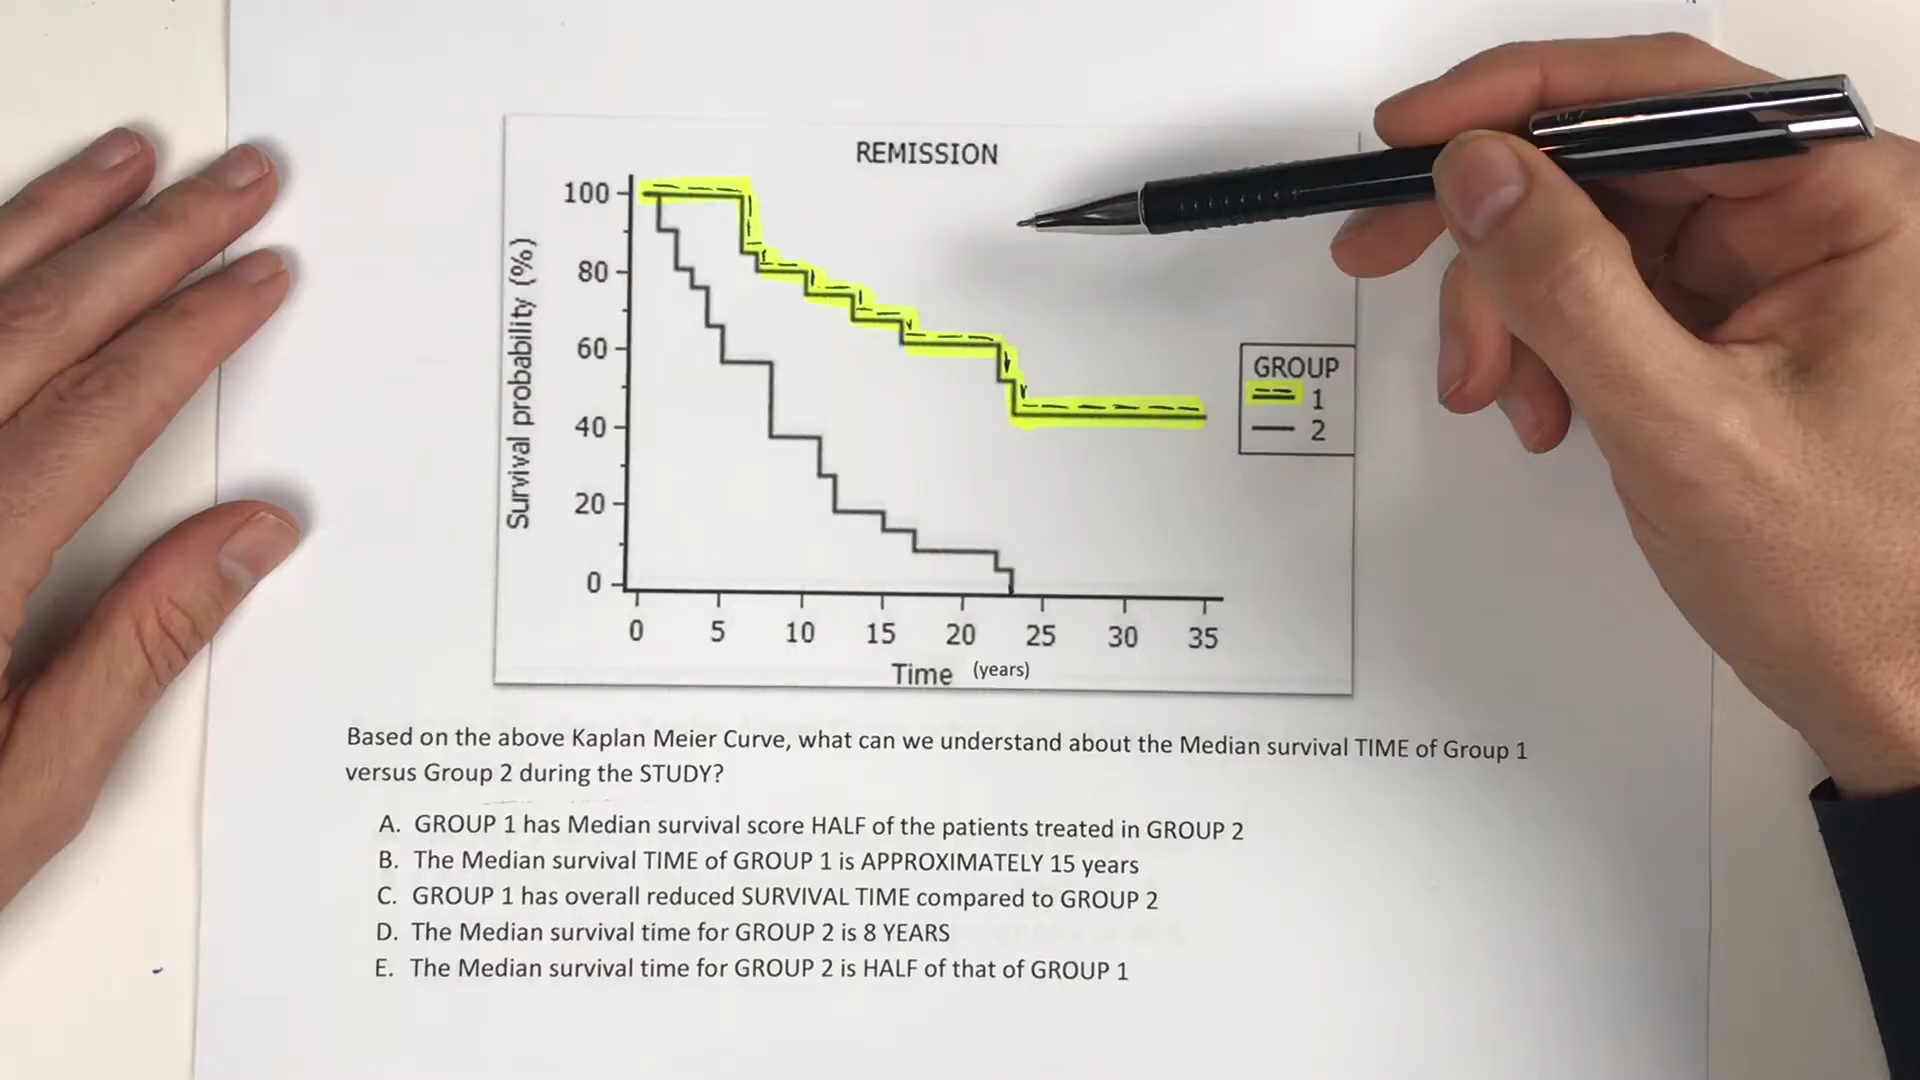 REMISSION
Survival probability (%)
100
80
60
40
20
0
0 5 10 15 20 25 30 35
Time (years)
GROUP
1
2
Based on the above Kaplan Meier Curve, what can we understand about the Median survival TIME of Group 1
versus Group 2 during the STUDY?
A. GROUP 1 has Median survival score HALF of the patients treated in GROUP 2
B. The Median survival TIME of GROUP 1 is APPROXIMATELY 15 years
C. GROUP 1 has overall reduced SURVIVAL TIME compared to GROUP 2
D. The Median survival time for GROUP 2 is 8 YEARS
E. The Median survival time for GROUP 2 is HALF of that of GROUP 1